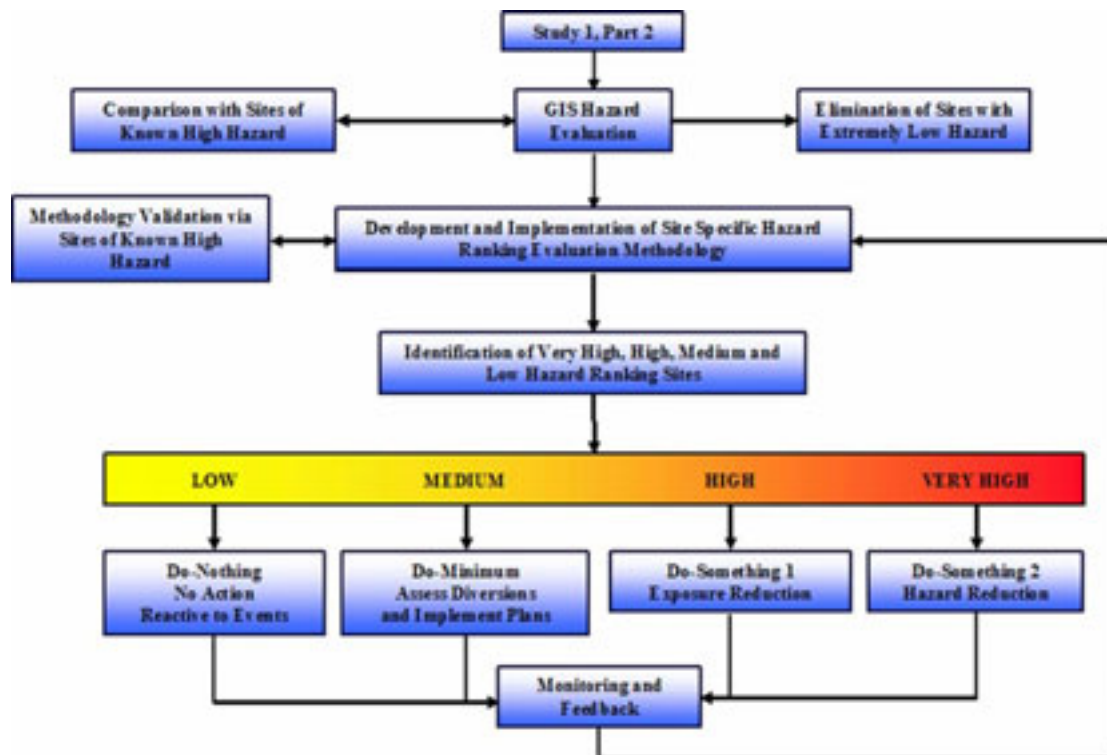 Study 1, Part 2
Comparison with Sites of
Known High Hazard
GIS Hazard
Evaluation
Elimination of Sites with
Extremely Low Hazard
Methodology Validation via
Sites of Known High
Hazard
Development and Implementation of Site Specific Hazard
Ranking Evaluation Methodology
Identification of Very High, High, Medium and
Low Hazard Ranking Sites
LOW
MEDIUM
HIGH
VERY HIGH
Do-Nothing
No Action
Reactive to Events
Do-Minimum
Assess Diversions
and Implement Plans
Do-Something 1
Exposure Reduction
Do-Something 2
Hazard Reduction
Monitoring and
Feedback